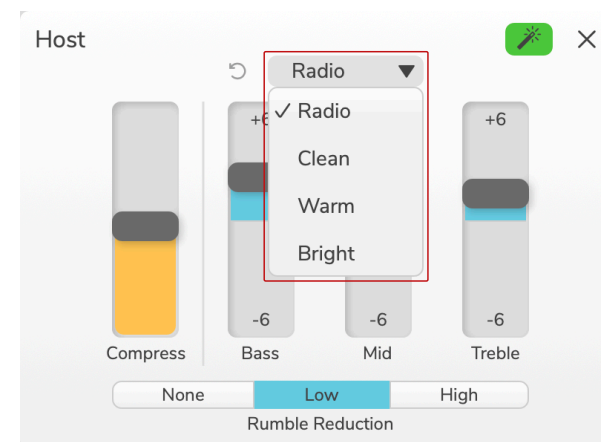 Host
Radio
Radio
Clean
Warm
Bright
+6
+6
-6
-6
-6
Compress
Bass
Mid
Treble
None
Low
High
Rumble Reduction